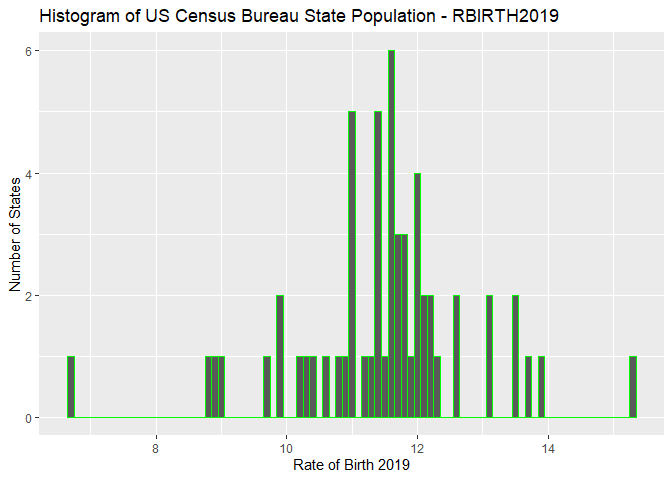 Histogram of US Census Bureau State Population - RBIRTH2019
Number of States
6
4
2
0
8 10 12 14
Rate of Birth 2019